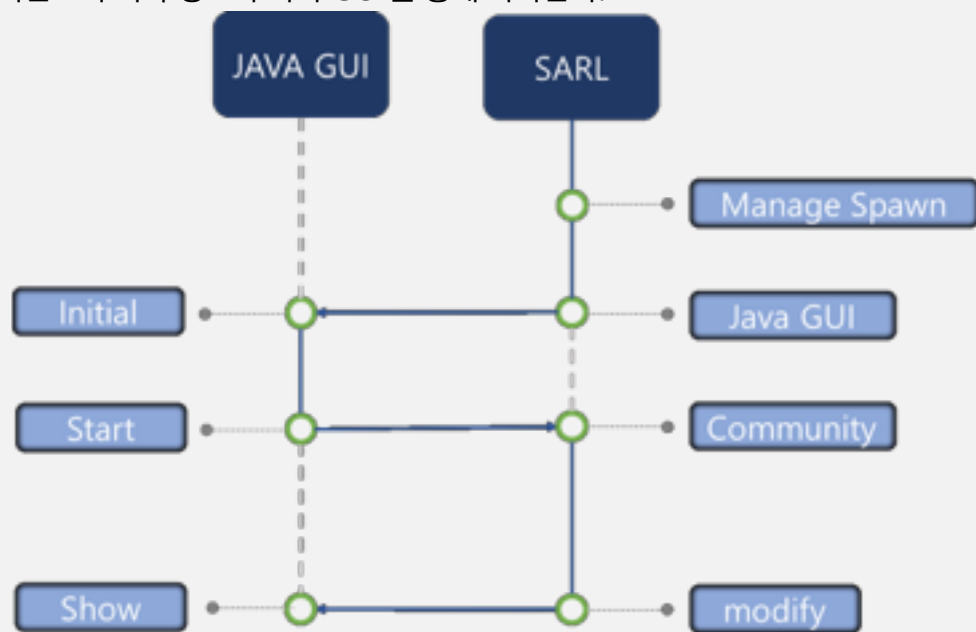 JAVA GUI
SARL
Manage Spawn
Initial
Java GUI
Start
Community
Show
modify